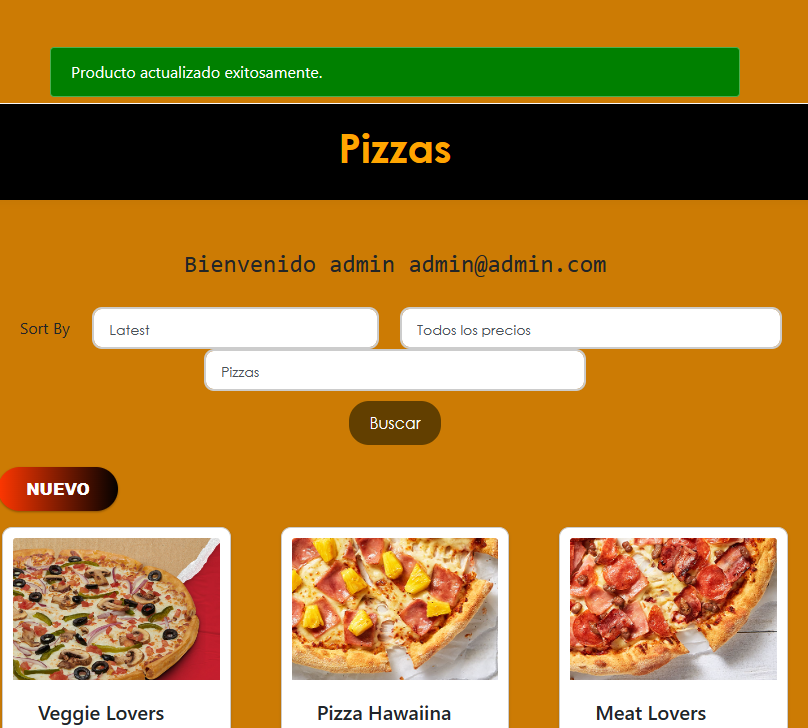 Producto actualizado exitosamente.
Pizzas
Bienvenido admin admin@admin.com
Sort By Latest Todos los precios
Pizzas
Buscar
NUEVO
Veggie Lovers Pizza Hawaiina Meat Lovers